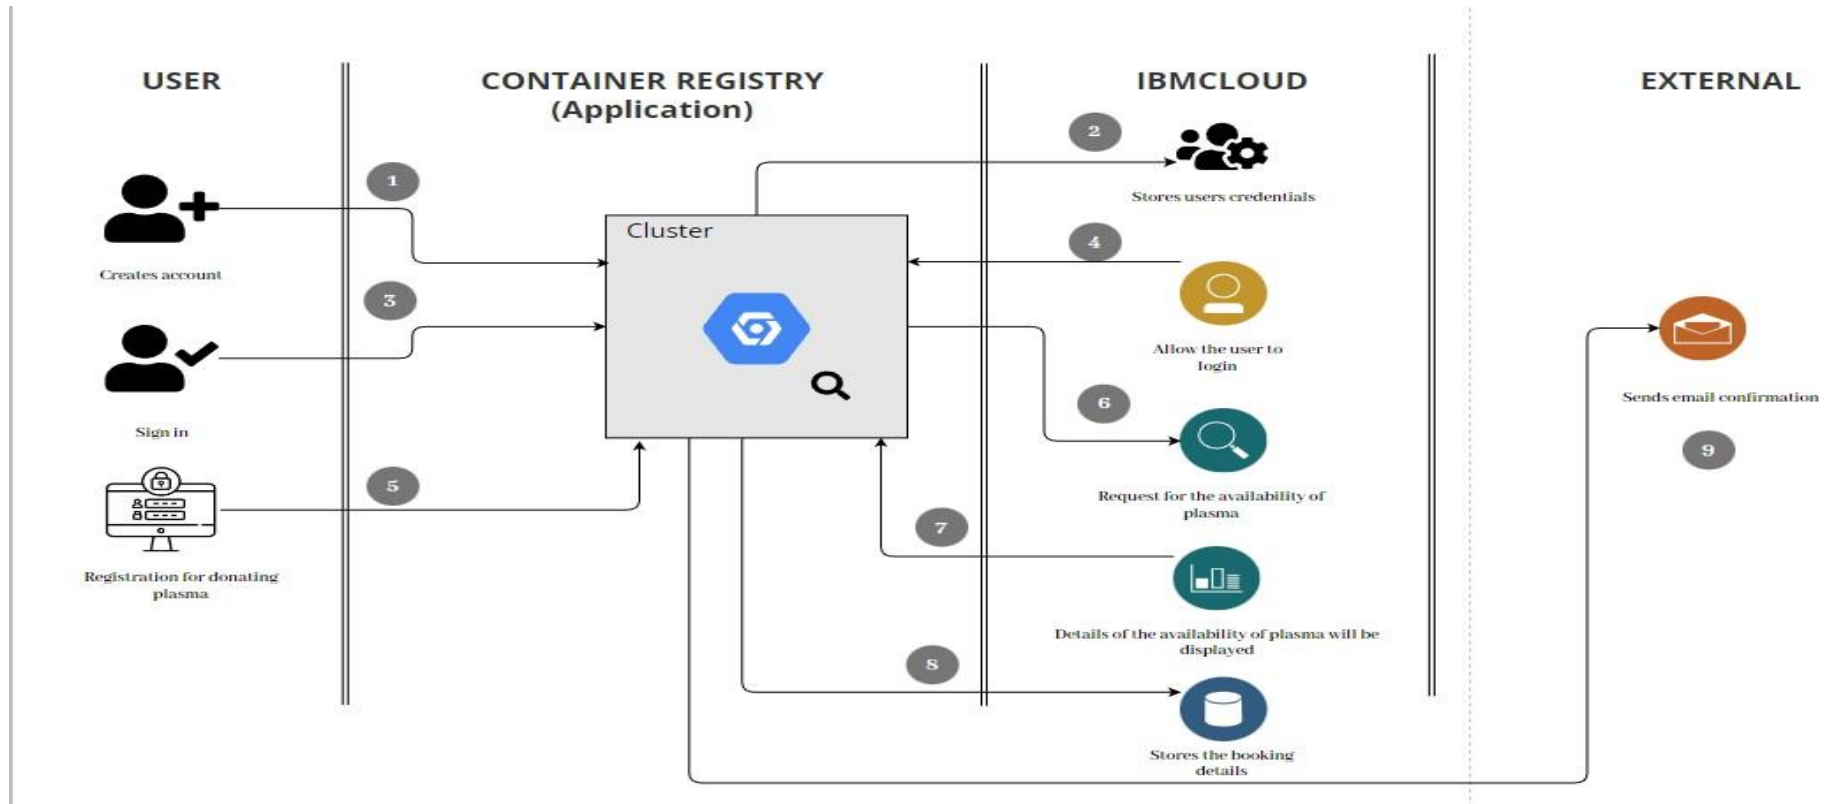 USER
CONTAINER REGISTRY
(Application)
IBMCLOUD
EXTERNAL
1
2
3
4
5
6
7
8
9
Creates account
Sign in
Registration for donating
plasma
Cluster
Stores users credentials
Allow the user to
login
Request for the availability of
plasma
Details of the availability of plasma will be
displayed
Stores the booking
details
Sends email confirmation